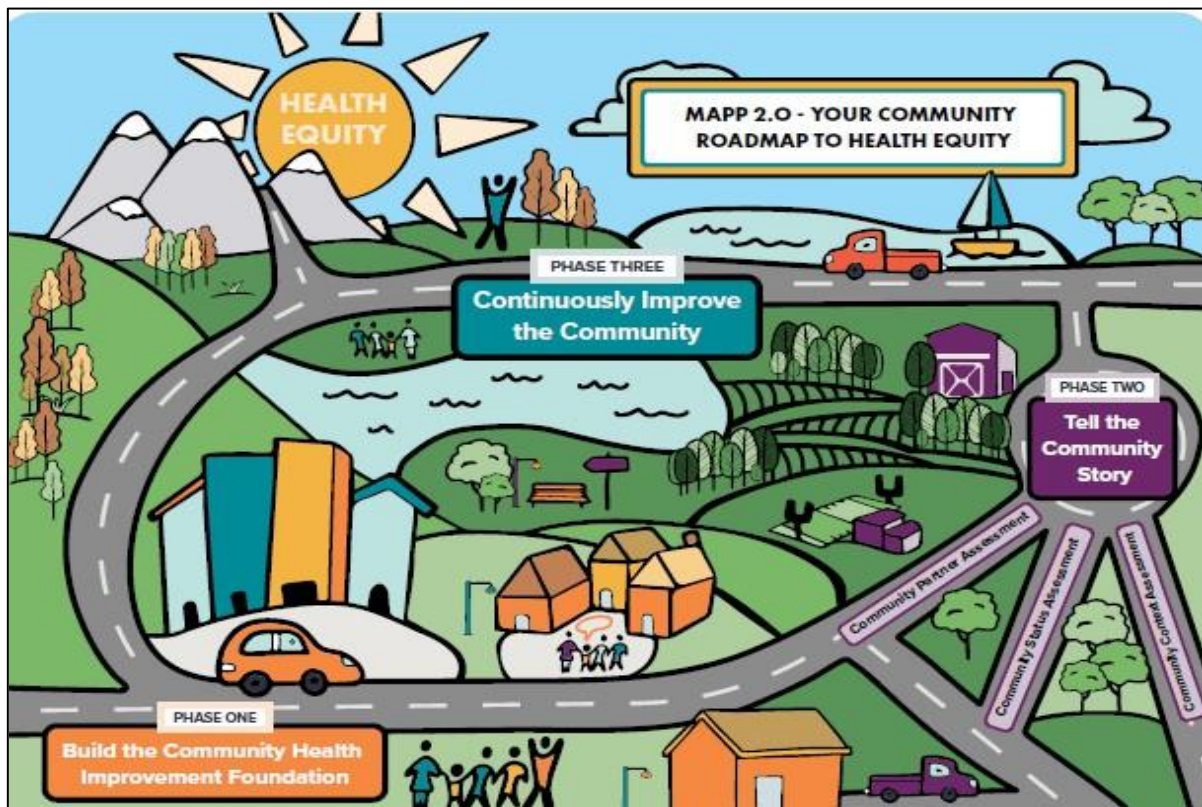 HEALTH
EQUITY
MAPP 2.0 - YOUR COMMUNITY
ROADMAP TO HEALTH EQUITY
PHASE THREE
Continuously Improve
the Community
PHASE TWO
Tell the
Community
Story
Community Partner Assessment
Community Status Assessment
Community Context Assessment
PHASE ONE
Build the Community Health
Improvement Foundation